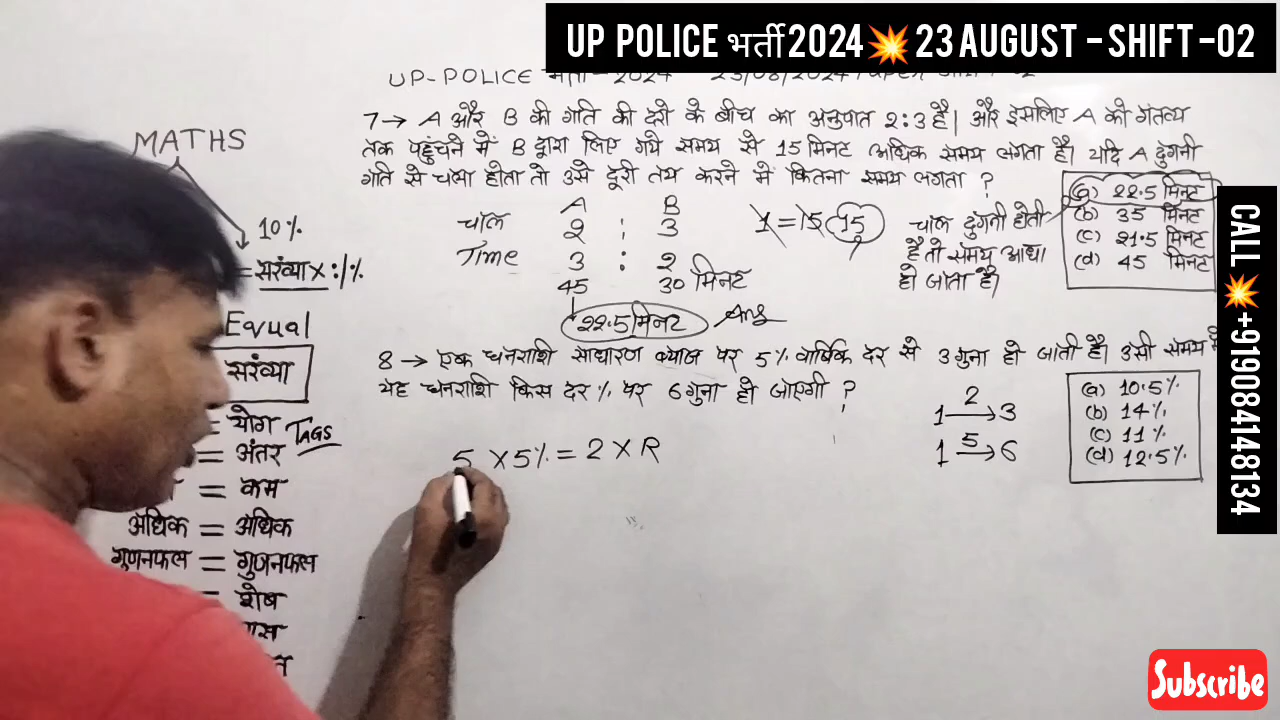 UP POLICE भर्ती 2024💥 23 AUGUST - SHIFT -02
UP-POLICE भर्ती - 2024
MATHS
10%
= संख्या x :/%
Evual
संख्या
= योग TAGS
= अंतर
= कम
अधिक = अधिक
गुणनफल = गुणनफल
= शेष
7→ A और B की गति की दरो के बीच का अनुपात 2:3 है। और इसलिए A को गंतव्य
तक पहुंचने में B द्वारा लिए गये समय से 15 मिनट अधिक समय लगता है। यदि A दुगनी
गति से चला होता तो उसे दूरी तय करने में कितना समय लगता ?
A B
चाल 2 : 3
Time 3 : 2
45 30 मिनट
1 = 15 15
चाल दुगनी होती
है तो समय आधा
हो जाता है।
(a) 22.5 मिनट
(b) 35 मिनट
(c) 21.5 मिनट
(d) 45 मिनट
22.5 मिनट Ans
8 → एक धनराशि साधारण ब्याज पर 5% वार्षिक दर से 3 गुना हो जाती है। उसी समय में
यह धनराशि किस दर % पर 6 गुना हो जाएगी ?
1 2→ 3
1 5→ 6
(a) 10.5%
(b) 14%
(c) 11%
(d) 12.5%
5 x 5% = 2 x R
CALL 💥 +919084148134
Subscribe